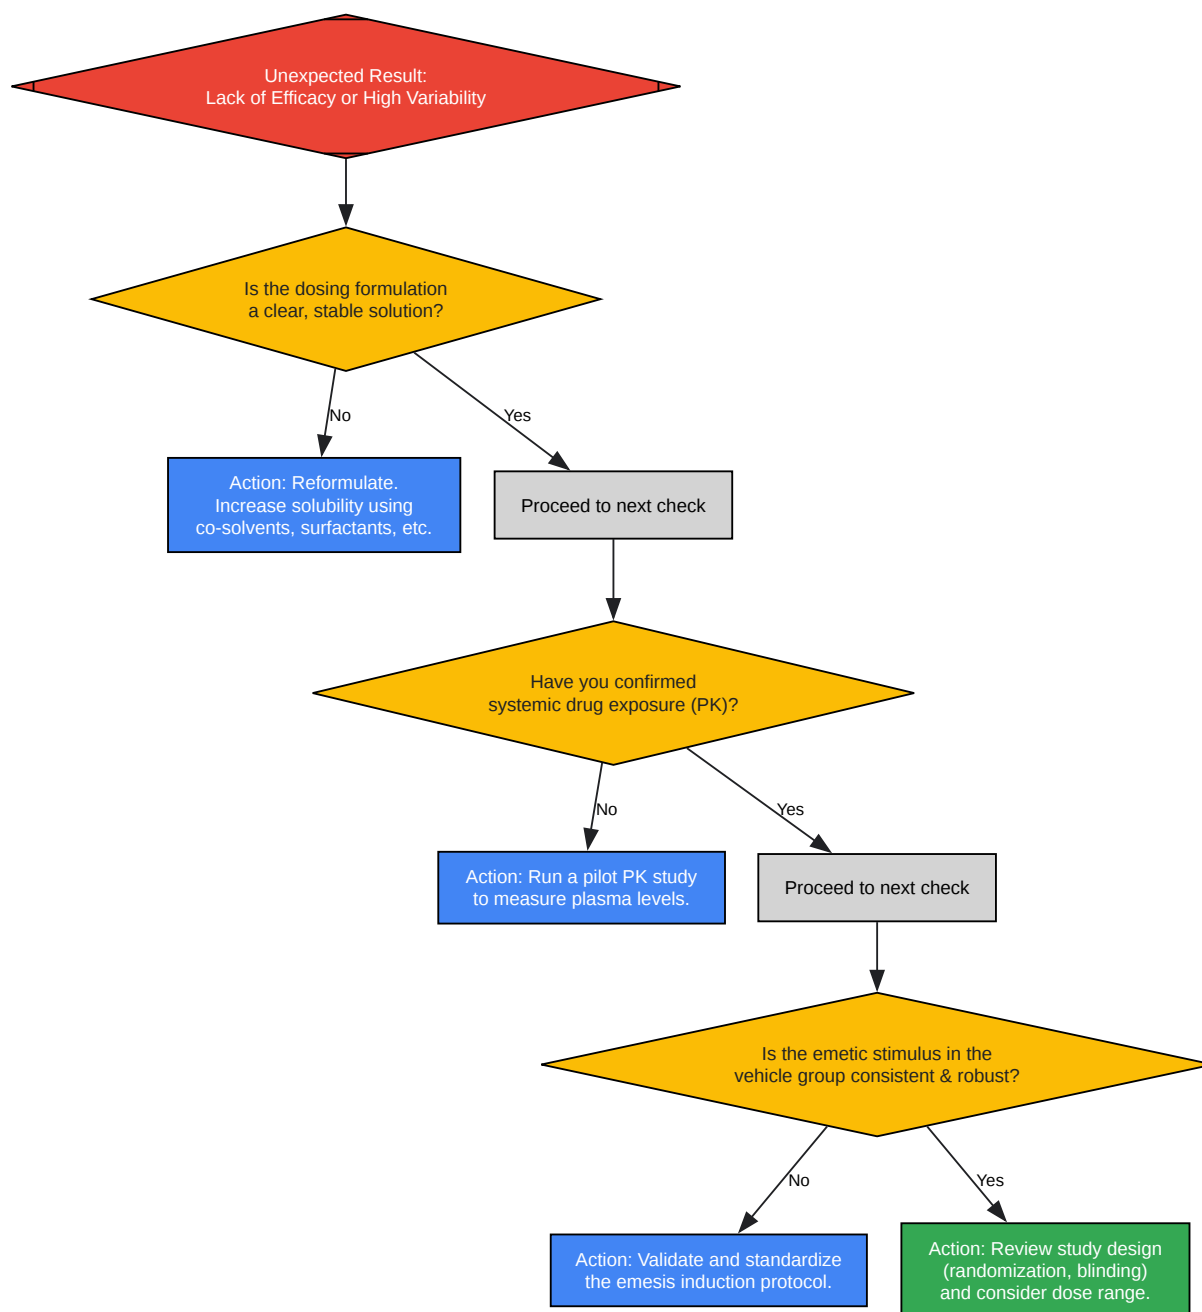 Unexpected Result:
Lack of Efficacy or High Variability
Is the dosing formulation
a clear, stable solution?
No
Yes
Action: Reformulate.
Increase solubility using
co-solvents, surfactants, etc.
Proceed to next check
Have you confirmed
systemic drug exposure (PK)?
No
Yes
Action: Run a pilot PK study
to measure plasma levels.
Proceed to next check
Is the emetic stimulus in the
vehicle group consistent & robust?
No
Yes
Action: Validate and standardize
the emesis induction protocol.
Action: Review study design
(randomization, blinding)
and consider dose range.